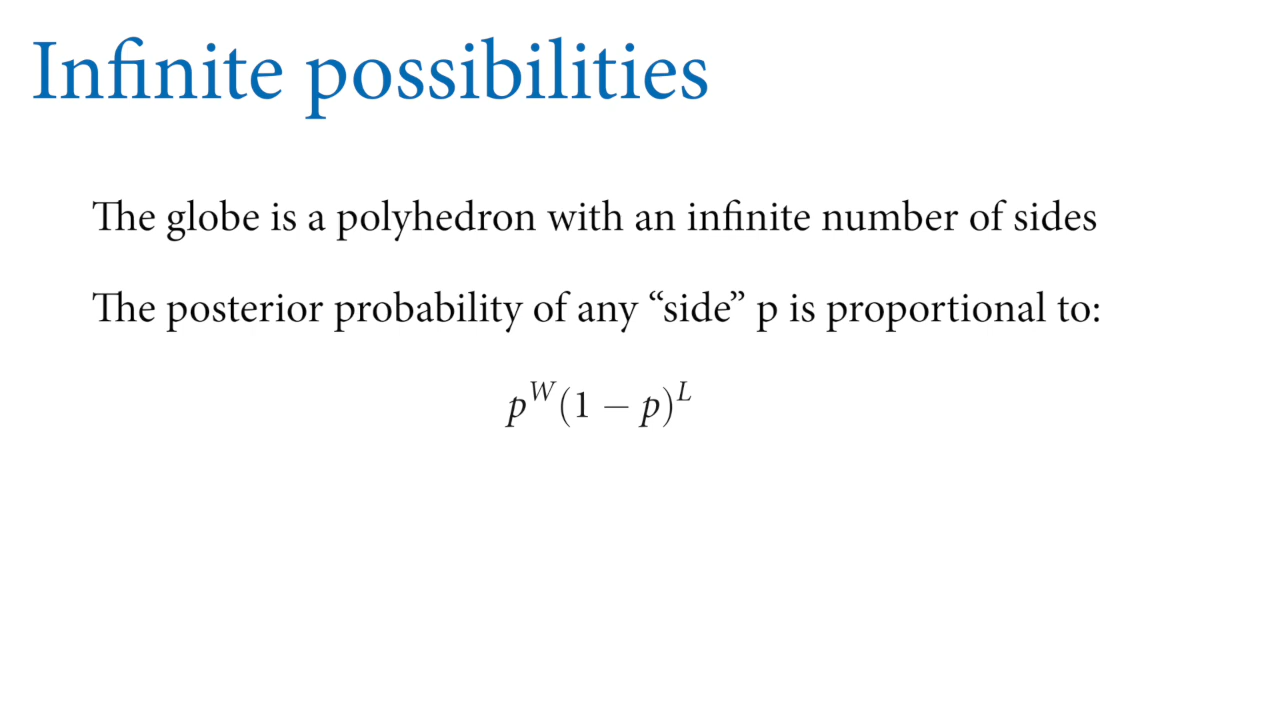 Infinite possibilities
The globe is a polyhedron with an infinite number of sides
The posterior probability of any “side” p is proportional to:
p^W(1 − p)^L